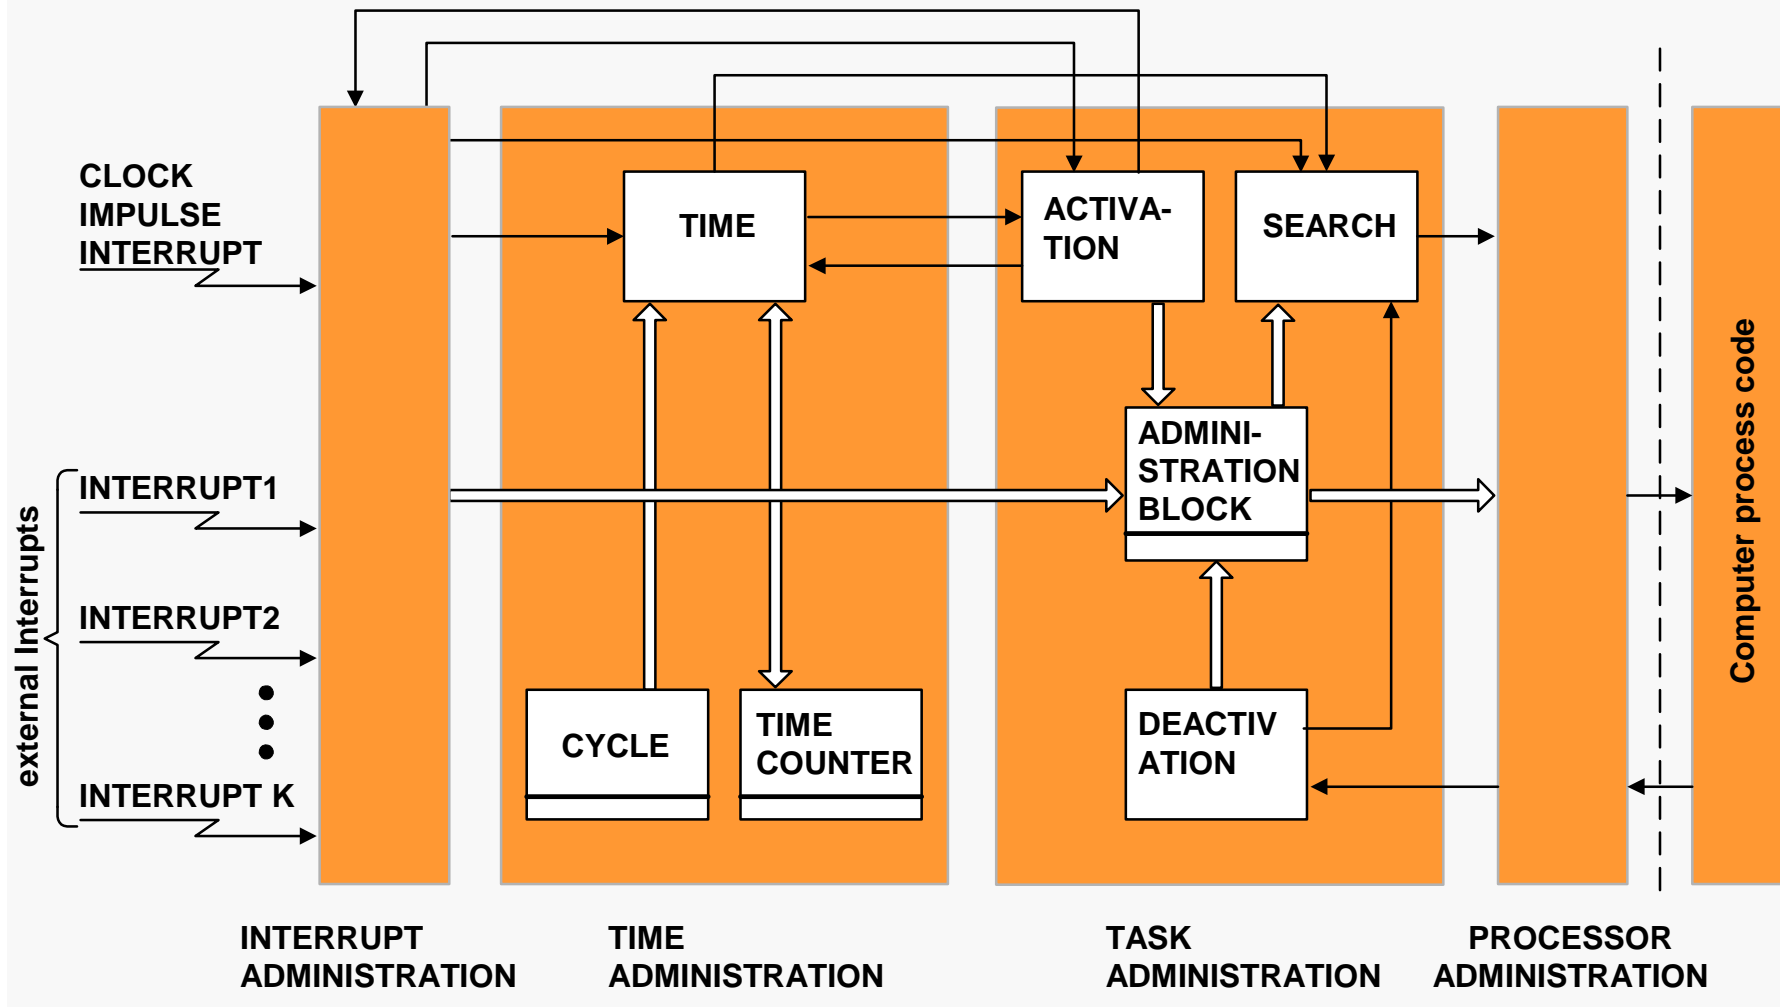 CLOCK
IMPULSE
INTERRUPT
TIME
ACTIVA-
TION
SEARCH
external Interrupts
INTERRUPT1
INTERRUPT2
INTERRUPT K
ADMINI-
STRATION
BLOCK
CYCLE
TIME
COUNTER
DEACTIV
ATION
Computer process code
INTERRUPT
ADMINISTRATION
TIME
ADMINISTRATION
TASK
ADMINISTRATION
PROCESSOR
ADMINISTRATION